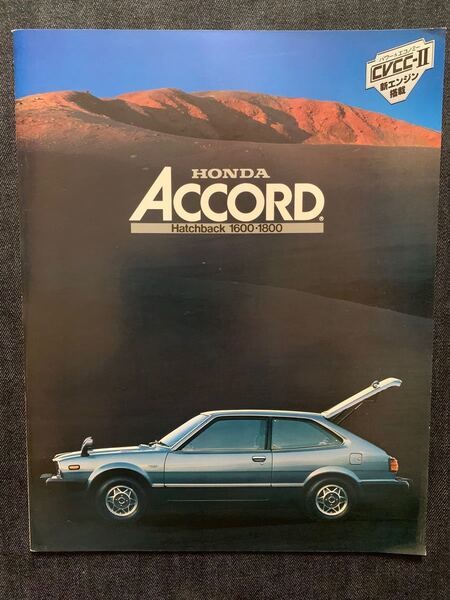 パワー&エコノミー
CVCC-II
新エンジン
搭載
HONDA
ACCORD®
Hatchback 1600・1800